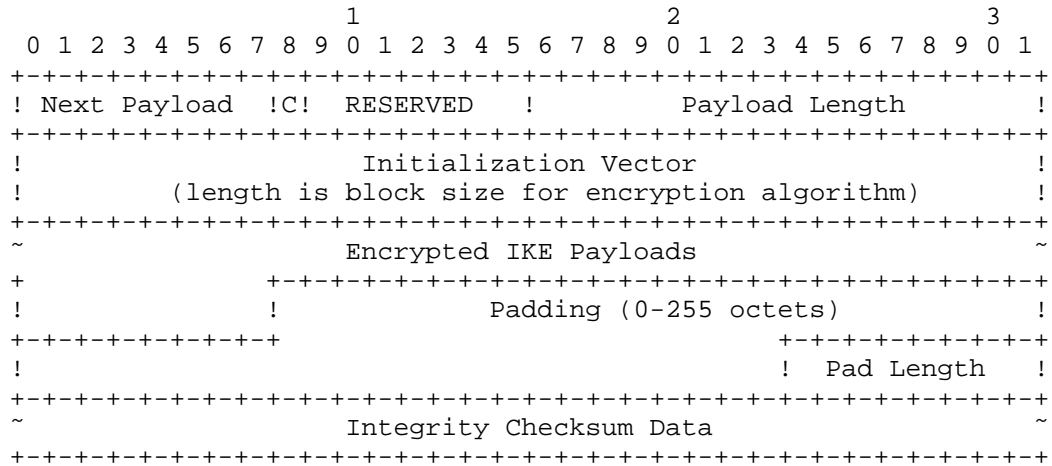 1                   2                   3
 0 1 2 3 4 5 6 7 8 9 0 1 2 3 4 5 6 7 8 9 0 1 2 3 4 5 6 7 8 9 0 1
+-+-+-+-+-+-+-+-+-+-+-+-+-+-+-+-+-+-+-+-+-+-+-+-+-+-+-+-+-+-+-+-+
! Next Payload  !C!  RESERVED   !         Payload Length        !
+-+-+-+-+-+-+-+-+-+-+-+-+-+-+-+-+-+-+-+-+-+-+-+-+-+-+-+-+-+-+-+-+
!                     Initialization Vector                     !
!         (length is block size for encryption algorithm)       !
+-+-+-+-+-+-+-+-+-+-+-+-+-+-+-+-+-+-+-+-+-+-+-+-+-+-+-+-+-+-+-+-+
~                    Encrypted IKE Payloads                     ~
+               +-+-+-+-+-+-+-+-+-+-+-+-+-+-+-+-+-+-+-+-+-+-+-+-+
!               !             Padding (0-255 octets)            !
+-+-+-+-+-+-+-+-+                               +-+-+-+-+-+-+-+-+
!                                               !  Pad Length   !
+-+-+-+-+-+-+-+-+-+-+-+-+-+-+-+-+-+-+-+-+-+-+-+-+-+-+-+-+-+-+-+-+
~                    Integrity Checksum Data                    ~
+-+-+-+-+-+-+-+-+-+-+-+-+-+-+-+-+-+-+-+-+-+-+-+-+-+-+-+-+-+-+-+-+